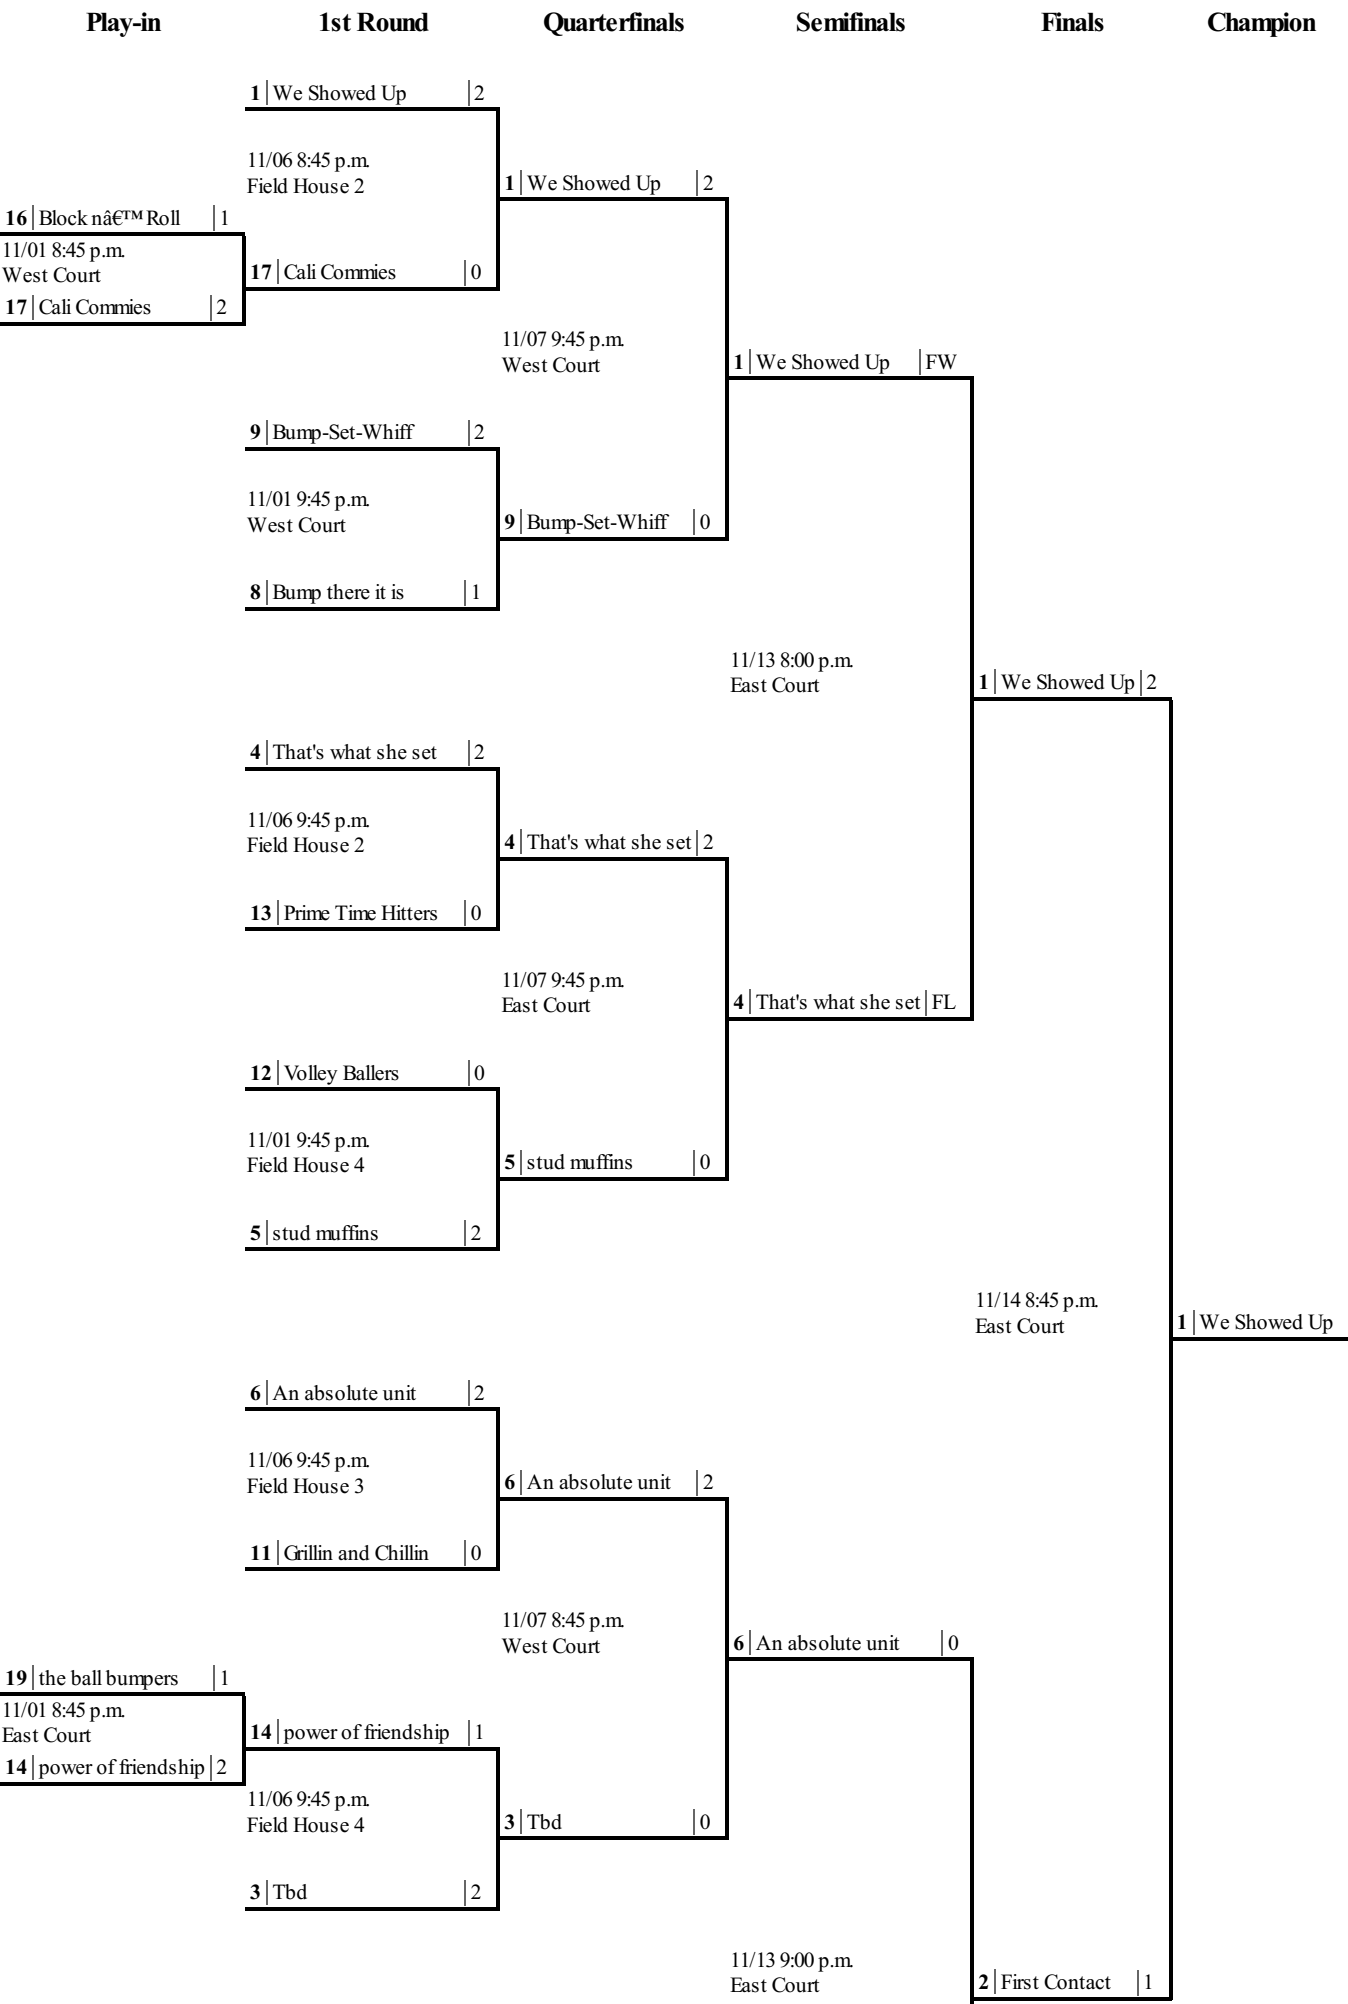 Play-in 1st Round Quarterfinals Semifinals Finals Champion
1 We Showed Up 2
11/06 8:45 p.m.
Field House 2
1 We Showed Up 2
16 Block nâ€™ Roll 1
11/01 8:45 p.m.
West Court
17 Cali Commies 0
17 Cali Commies 2
11/07 9:45 p.m.
West Court
1 We Showed Up FW
9 Bump-Set-Whiff 2
11/01 9:45 p.m.
West Court
9 Bump-Set-Whiff 0
8 Bump there it is 1
11/13 8:00 p.m.
East Court
1 We Showed Up 2
4 That's what she set 2
11/06 9:45 p.m.
Field House 2
4 That's what she set 2
13 Prime Time Hitters 0
11/07 9:45 p.m.
East Court
4 That's what she set FL
12 Volley Ballers 0
11/01 9:45 p.m.
Field House 4
5 stud muffins 0
5 stud muffins 2
11/14 8:45 p.m.
East Court
1 We Showed Up
6 An absolute unit 2
11/06 9:45 p.m.
Field House 3
6 An absolute unit 2
11 Grillin and Chillin 0
11/07 8:45 p.m.
West Court
6 An absolute unit 0
19 the ball bumpers 1
11/01 8:45 p.m.
East Court
14 power of friendship 1
14 power of friendship 2
11/06 9:45 p.m.
Field House 4
3 Tbd 0
3 Tbd 2
11/13 9:00 p.m.
East Court
2 First Contact 1